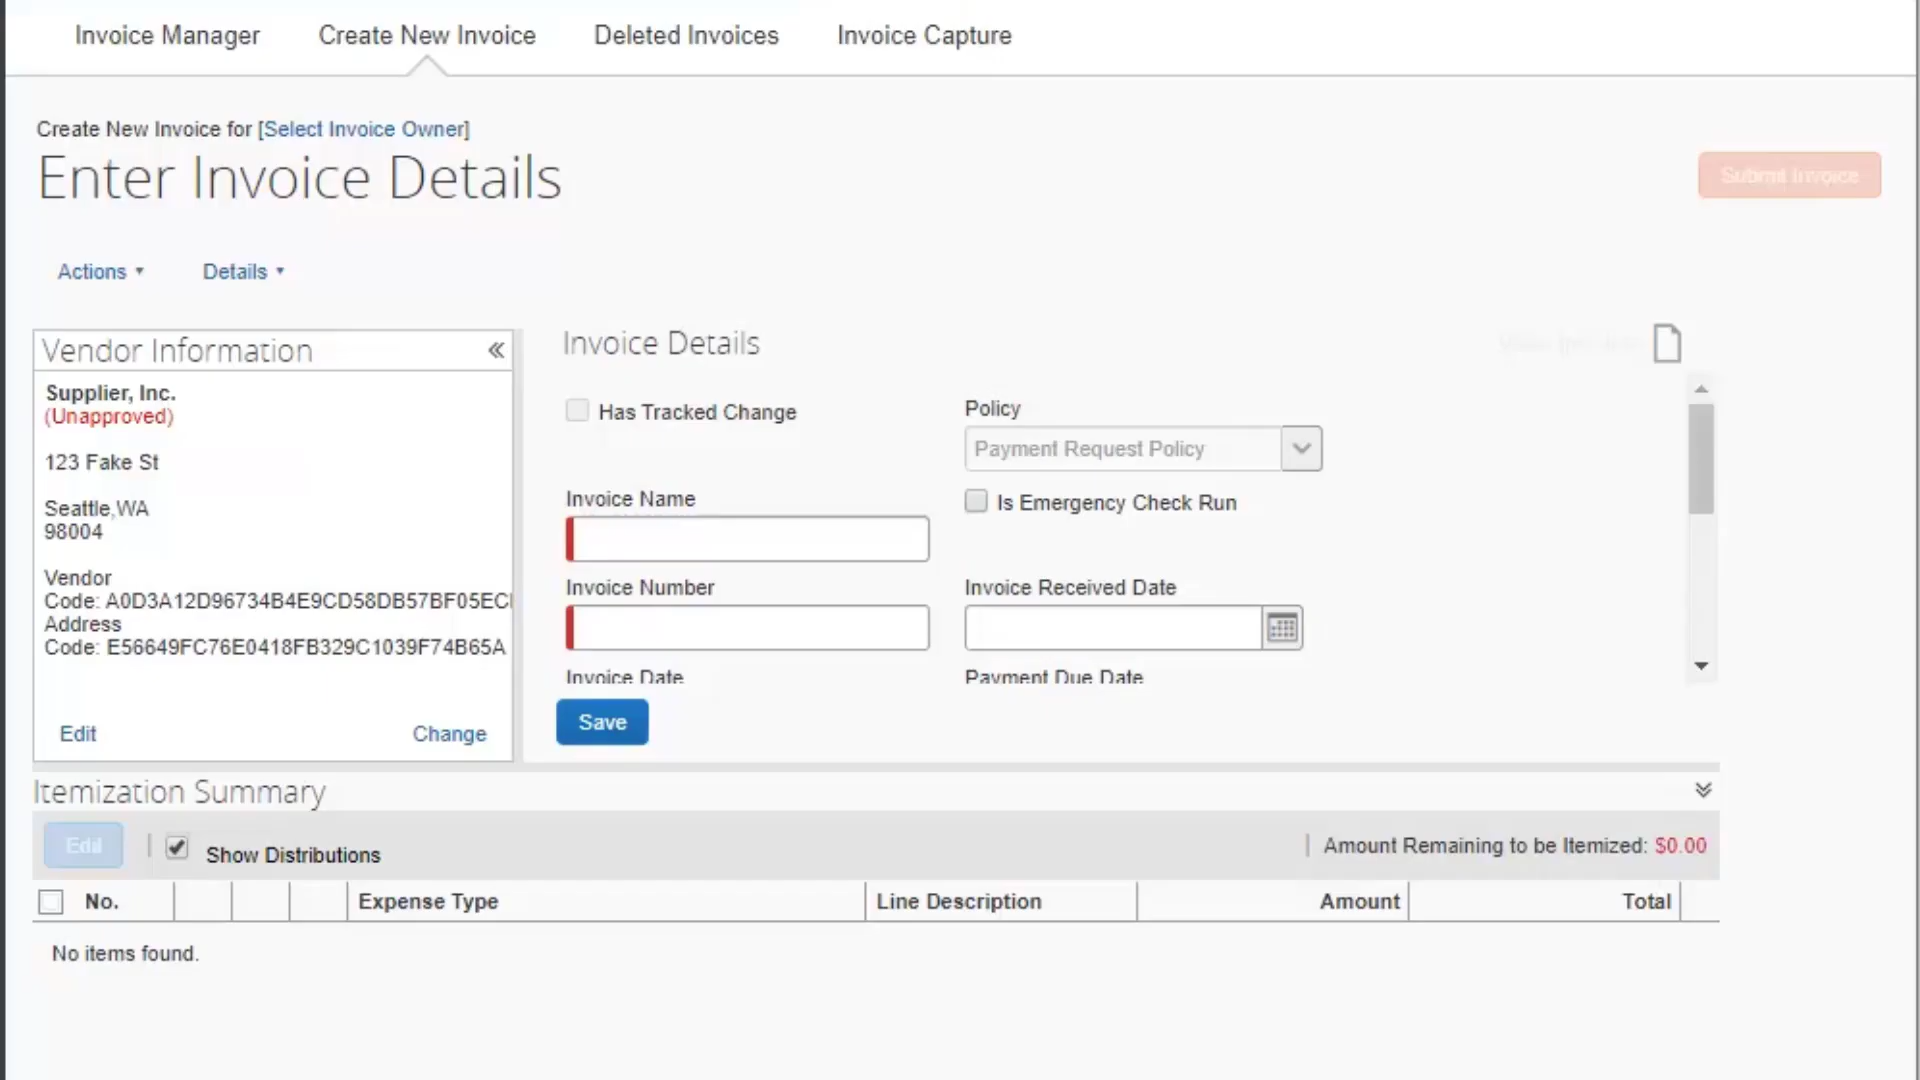 Invoice Manager Create New Invoice Deleted Invoices Invoice Capture
Create New Invoice for [Select Invoice Owner]
Enter Invoice Details
Submit Invoice
Actions Details
Vendor Information
Supplier, Inc.
(Unapproved)
123 Fake St
Seattle,WA
98004
Vendor
Code: A0D3A12D96734B4E9CD58DB57BF05EC
Address
Code: E56649FC76E0418FB329C1039F74B65A
Edit Change
Invoice Details
Has Tracked Change
Policy
Payment Request Policy
Invoice Name
Is Emergency Check Run
Invoice Number
Invoice Received Date
Invoice Date
Payment Due Date
Save
Itemization Summary
Edit
Show Distributions
Amount Remaining to be Itemized: $0.00
No. Expense Type Line Description Amount Total
No items found.